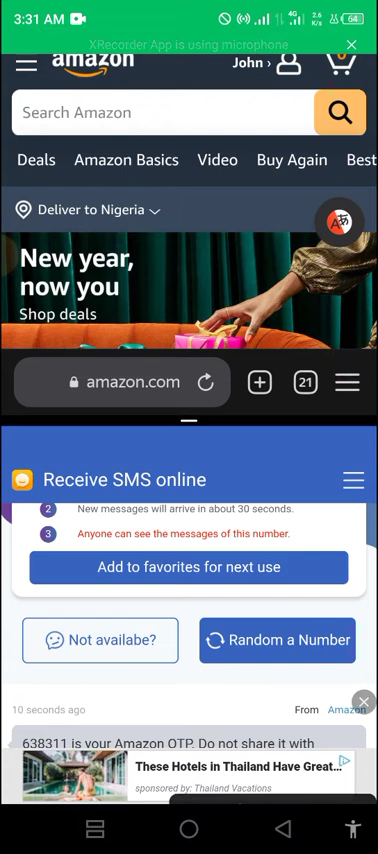 3:31 AM
4G 2.6 K/s 64
XRecorder App is using microphone
amazon
John ›
Search Amazon
Deals Amazon Basics Video Buy Again Best
Deliver to Nigeria
New year,
now you
Shop deals
amazon.com 21
Receive SMS online
2 New messages will arrive in about 30 seconds.
3 Anyone can see the messages of this number.
Add to favorites for next use
Not availabe? Random a Number
10 seconds ago From Amazon
638311 is your Amazon OTP. Do not share it with
These Hotels in Thailand Have Great...
sponsored by: Thailand Vacations